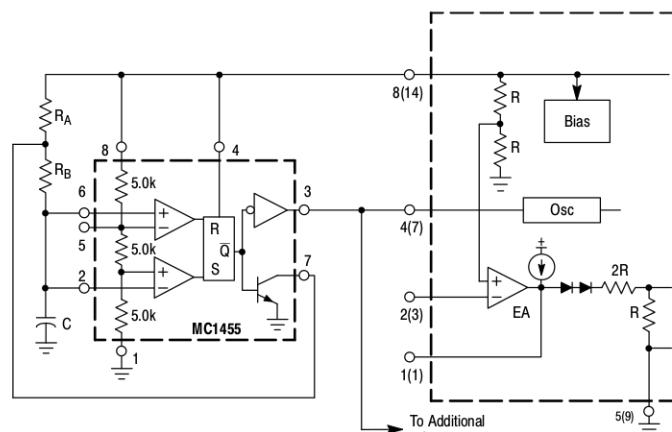 8(14)
R
Bias
R
RA
RB
8
4
6
5.0k
3
5
R
Q
S
5.0k
7
2
5.0k
MC1455
C
1
4(7)
Osc
2R
2(3)
EA
R
1(1)
5(9)
To Additional